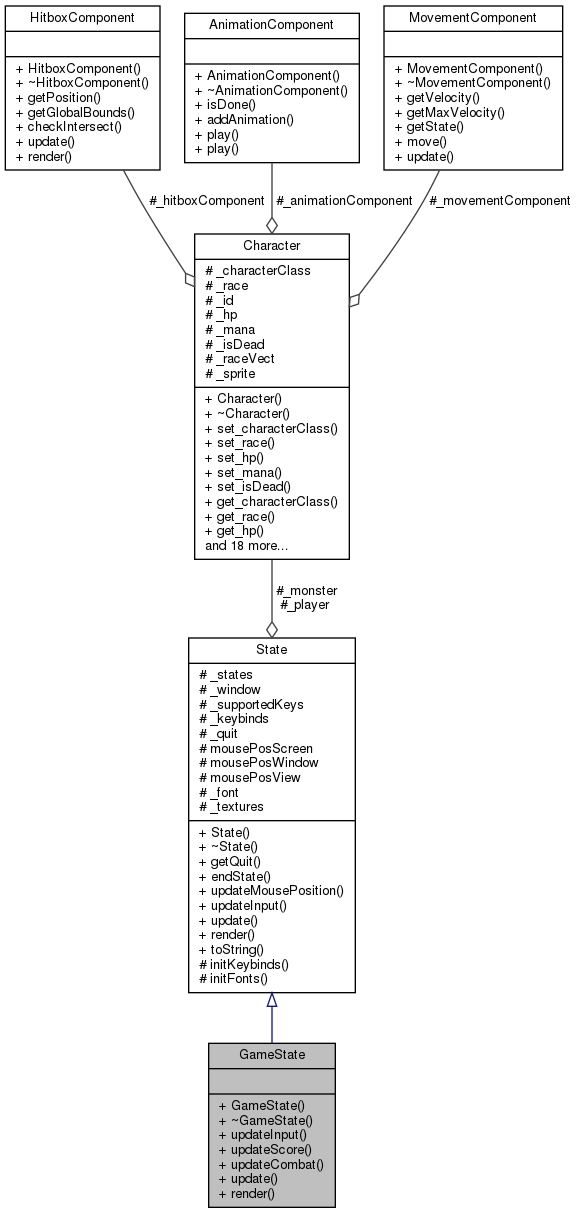 HitboxComponent
+ HitboxComponent()
+ ~HitboxComponent()
+ getPosition()
+ getGlobalBounds()
+ checkIntersect()
+ update()
+ render()
AnimationComponent
+ AnimationComponent()
+ ~AnimationComponent()
+ isDone()
+ addAnimation()
+ play()
+ play()
MovementComponent
+ MovementComponent()
+ ~MovementComponent()
+ getVelocity()
+ getMaxVelocity()
+ getState()
+ move()
+ update()
#_hitboxComponent
#_animationComponent
#_movementComponent
Character
# _characterClass
# _race
# _id
# _hp
# _mana
# _isDead
# _raceVect
# _sprite
+ Character()
+ ~Character()
+ set_characterClass()
+ set_race()
+ set_hp()
+ set_mana()
+ set_isDead()
+ get_characterClass()
+ get_race()
+ get_hp()
and 18 more...
#_monster
#_player
State
# _states
# _window
# _supportedKeys
# _keybinds
# _quit
# mousePosScreen
# mousePosWindow
# mousePosView
# _font
# _textures
+ State()
+ ~State()
+ getQuit()
+ endState()
+ updateMousePosition()
+ updateInput()
+ update()
+ render()
+ toString()
# initKeybinds()
# initFonts()
GameState
+ GameState()
+ ~GameState()
+ updateInput()
+ updateScore()
+ updateCombat()
+ update()
+ render()